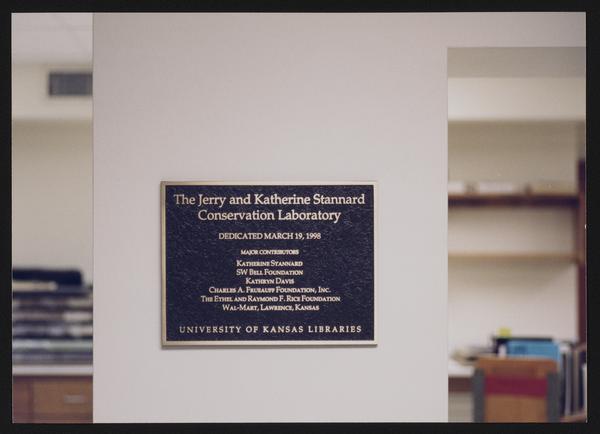 The Jerry and Katherine Stannard
Conservation Laboratory
DEDICATED MARCH 19, 1998
MAJOR CONTRIBUTORS
KATHERINE STANNARD
SW BELL FOUNDATION
KATHRYN DAVIS
CHARLES A. FRUEAUFF FOUNDATION, INC.
THE ETHEL AND RAYMOND F. RICE FOUNDATION
WAL-MART, LAWRENCE, KANSAS
UNIVERSITY OF KANSAS LIBRARIES